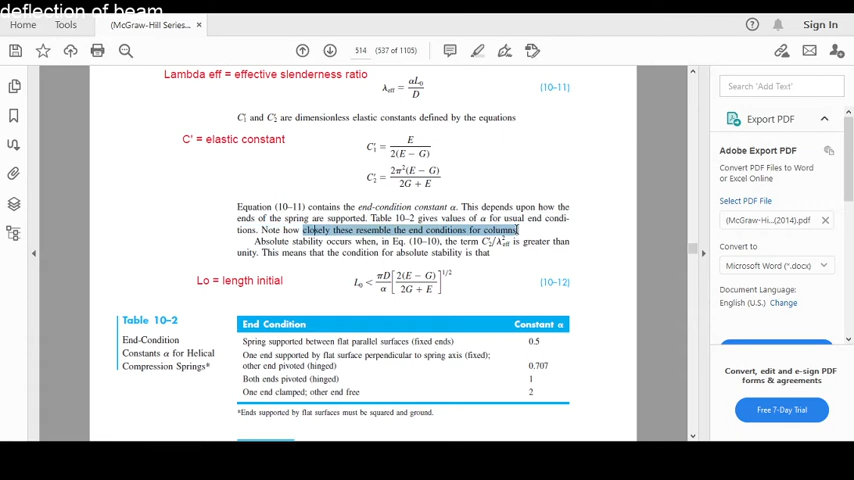 deflection of beam
Home Tools (McGraw-Hill Series... × Sign In
514 (537 of 1105)
Lambda eff = effective slenderness ratio
λeff = αL0 / D (10–11)
C′1 and C′2 are dimensionless elastic constants defined by the equations
C' = elastic constant
C′1 = E / 2(E − G)
C′2 = 2π²(E − G) / 2G + E
Equation (10–11) contains the end-condition constant α. This depends upon how the
ends of the spring are supported. Table 10–2 gives values of α for usual end condi-
tions. Note how closely these resemble the end conditions for columns.
Absolute stability occurs when, in Eq. (10–10), the term C′2/λ²eff is greater than
unity. This means that the condition for absolute stability is that
Lo = length initial
L0 < πD/α [2(E − G) / 2G + E]^1/2 (10–12)
Table 10–2
End-Condition
Constants α for Helical
Compression Springs*
End Condition Constant α
Spring supported between flat parallel surfaces (fixed ends) 0.5
One end supported by flat surface perpendicular to spring axis (fixed);
other end pivoted (hinged) 0.707
Both ends pivoted (hinged) 1
One end clamped; other end free 2
*Ends supported by flat surfaces must be squared and ground.
Search 'Add Text'
Export PDF
Adobe Export PDF
Convert PDF Files to Word
or Excel Online
Select PDF File
(McGraw-Hi...(2014).pdf ×
Convert to
Microsoft Word (*.docx)
Document Language:
English (U.S.) Change
Convert, edit and e-sign PDF
forms & agreements
Free 7-Day Trial